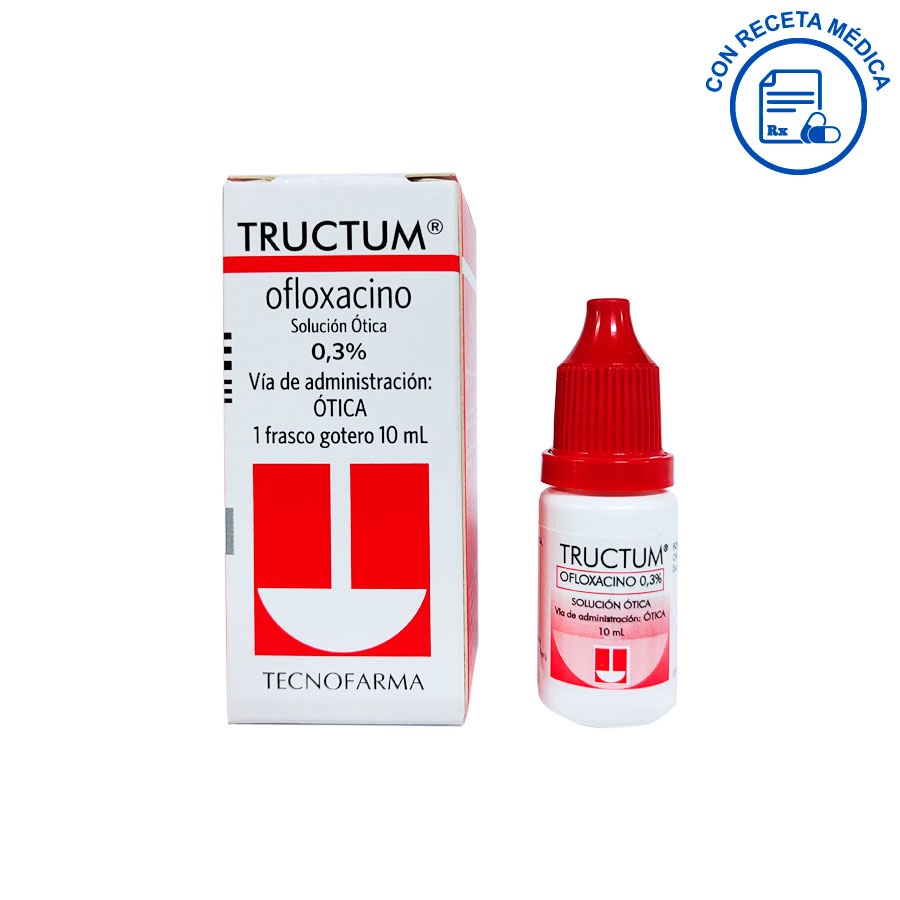 CON RECETA MÉDICA
Rx
TRUCTUM®
ofloxacino
Solución Ótica
0,3%
Vía de administración:
ÓTICA
1 frasco gotero 10 mL
TECNOFARMA
TRUCTUM®
OFLOXACINO 0,3%
SOLUCIÓN ÓTICA
Vía de administración: ÓTICA
10 mL